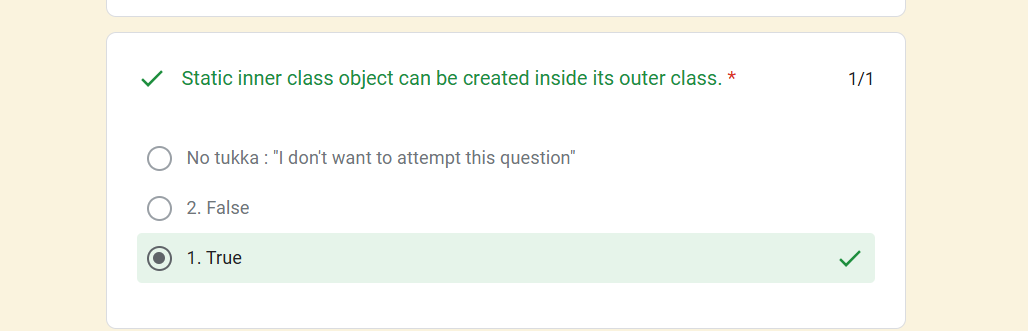 Static inner class object can be created inside its outer class. * 1/1
No tukka : "I don't want to attempt this question"
2. False
1. True